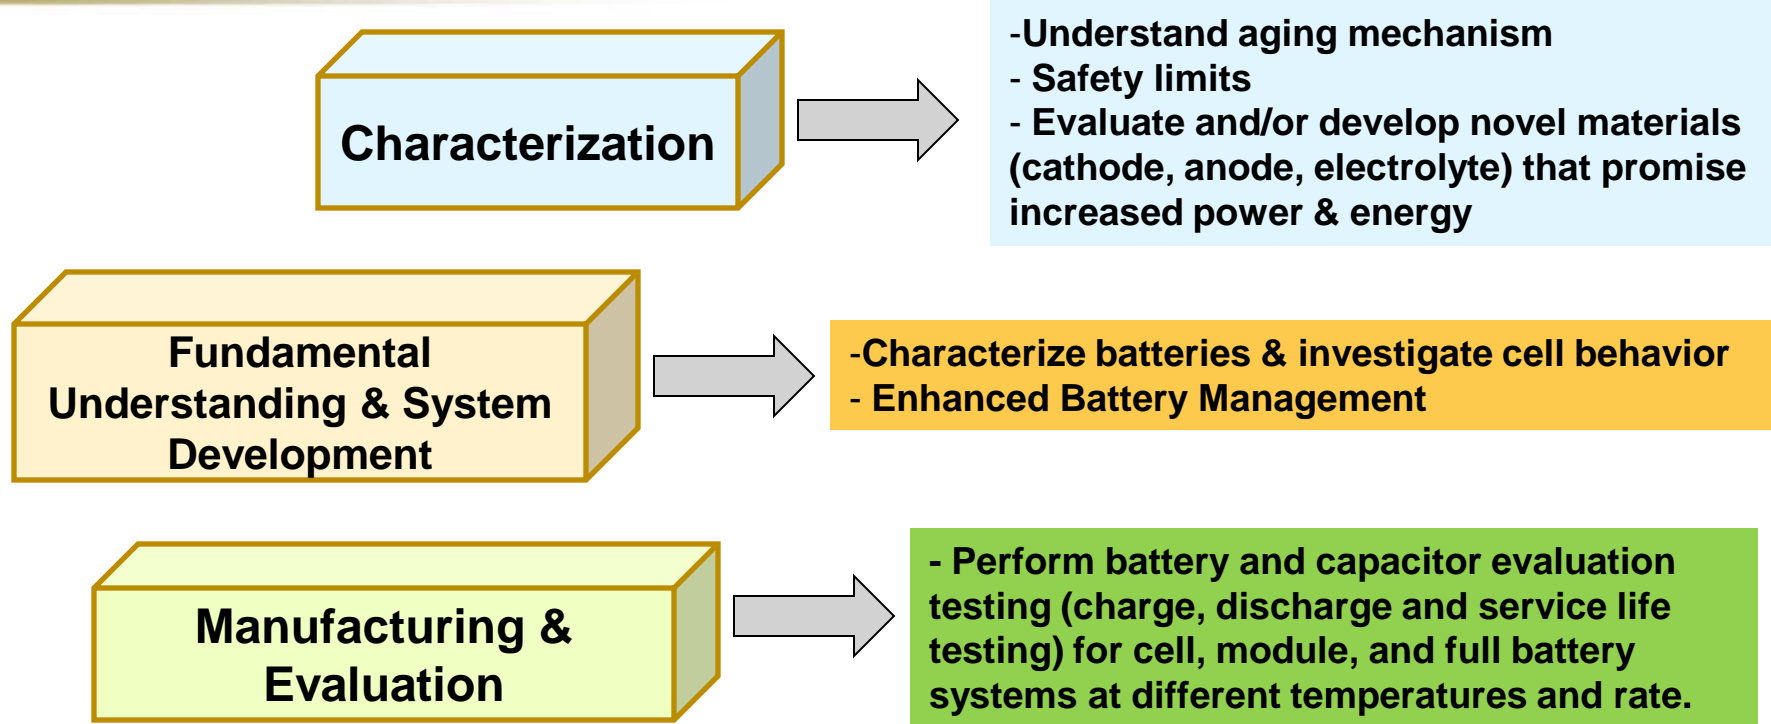 Characterization
-Understand aging mechanism
- Safety limits
- Evaluate and/or develop novel materials
(cathode, anode, electrolyte) that promise
increased power & energy
Fundamental
Understanding & System
Development
-Characterize batteries & investigate cell behavior
- Enhanced Battery Management
Manufacturing &
Evaluation
- Perform battery and capacitor evaluation
testing (charge, discharge and service life
testing) for cell, module, and full battery
systems at different temperatures and rate.